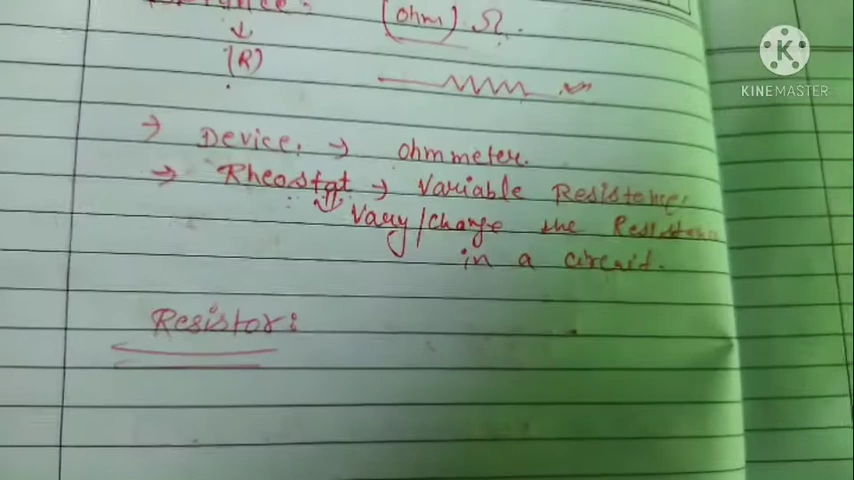 (ohm) Ω.
(R)
K
KINEMASTER
→ Device. → ohmmeter.
→ Rheostat → Variable Resistance.
Vary/change the Resistance
in a circuit.
Resistor: